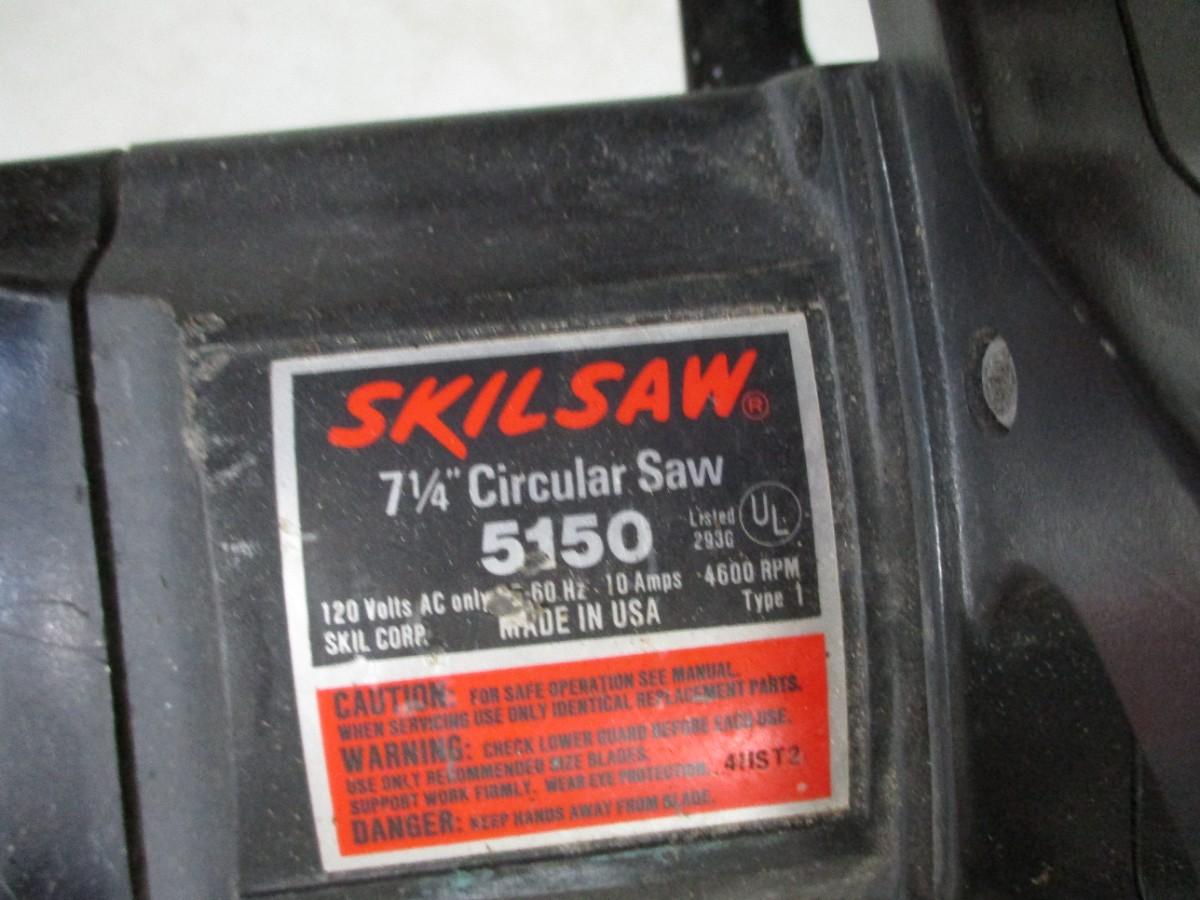 SKILSAW®
7 1/4" Circular Saw
5150
Listed UL
293G
120 Volts AC only 60 Hz · 10 Amps 4600 RPM
SKIL CORP. MADE IN USA Type 1
CAUTION: FOR SAFE OPERATION SEE MANUAL.
WHEN SERVICING USE ONLY IDENTICAL REPLACEMENT PARTS.
WARNING: CHECK LOWER GUARD BEFORE EACH USE.
USE ONLY RECOMMENDED SIZE BLADES.
SUPPORT WORK FIRMLY. WEAR EYE PROTECTION.
DANGER: KEEP HANDS AWAY FROM BLADE.